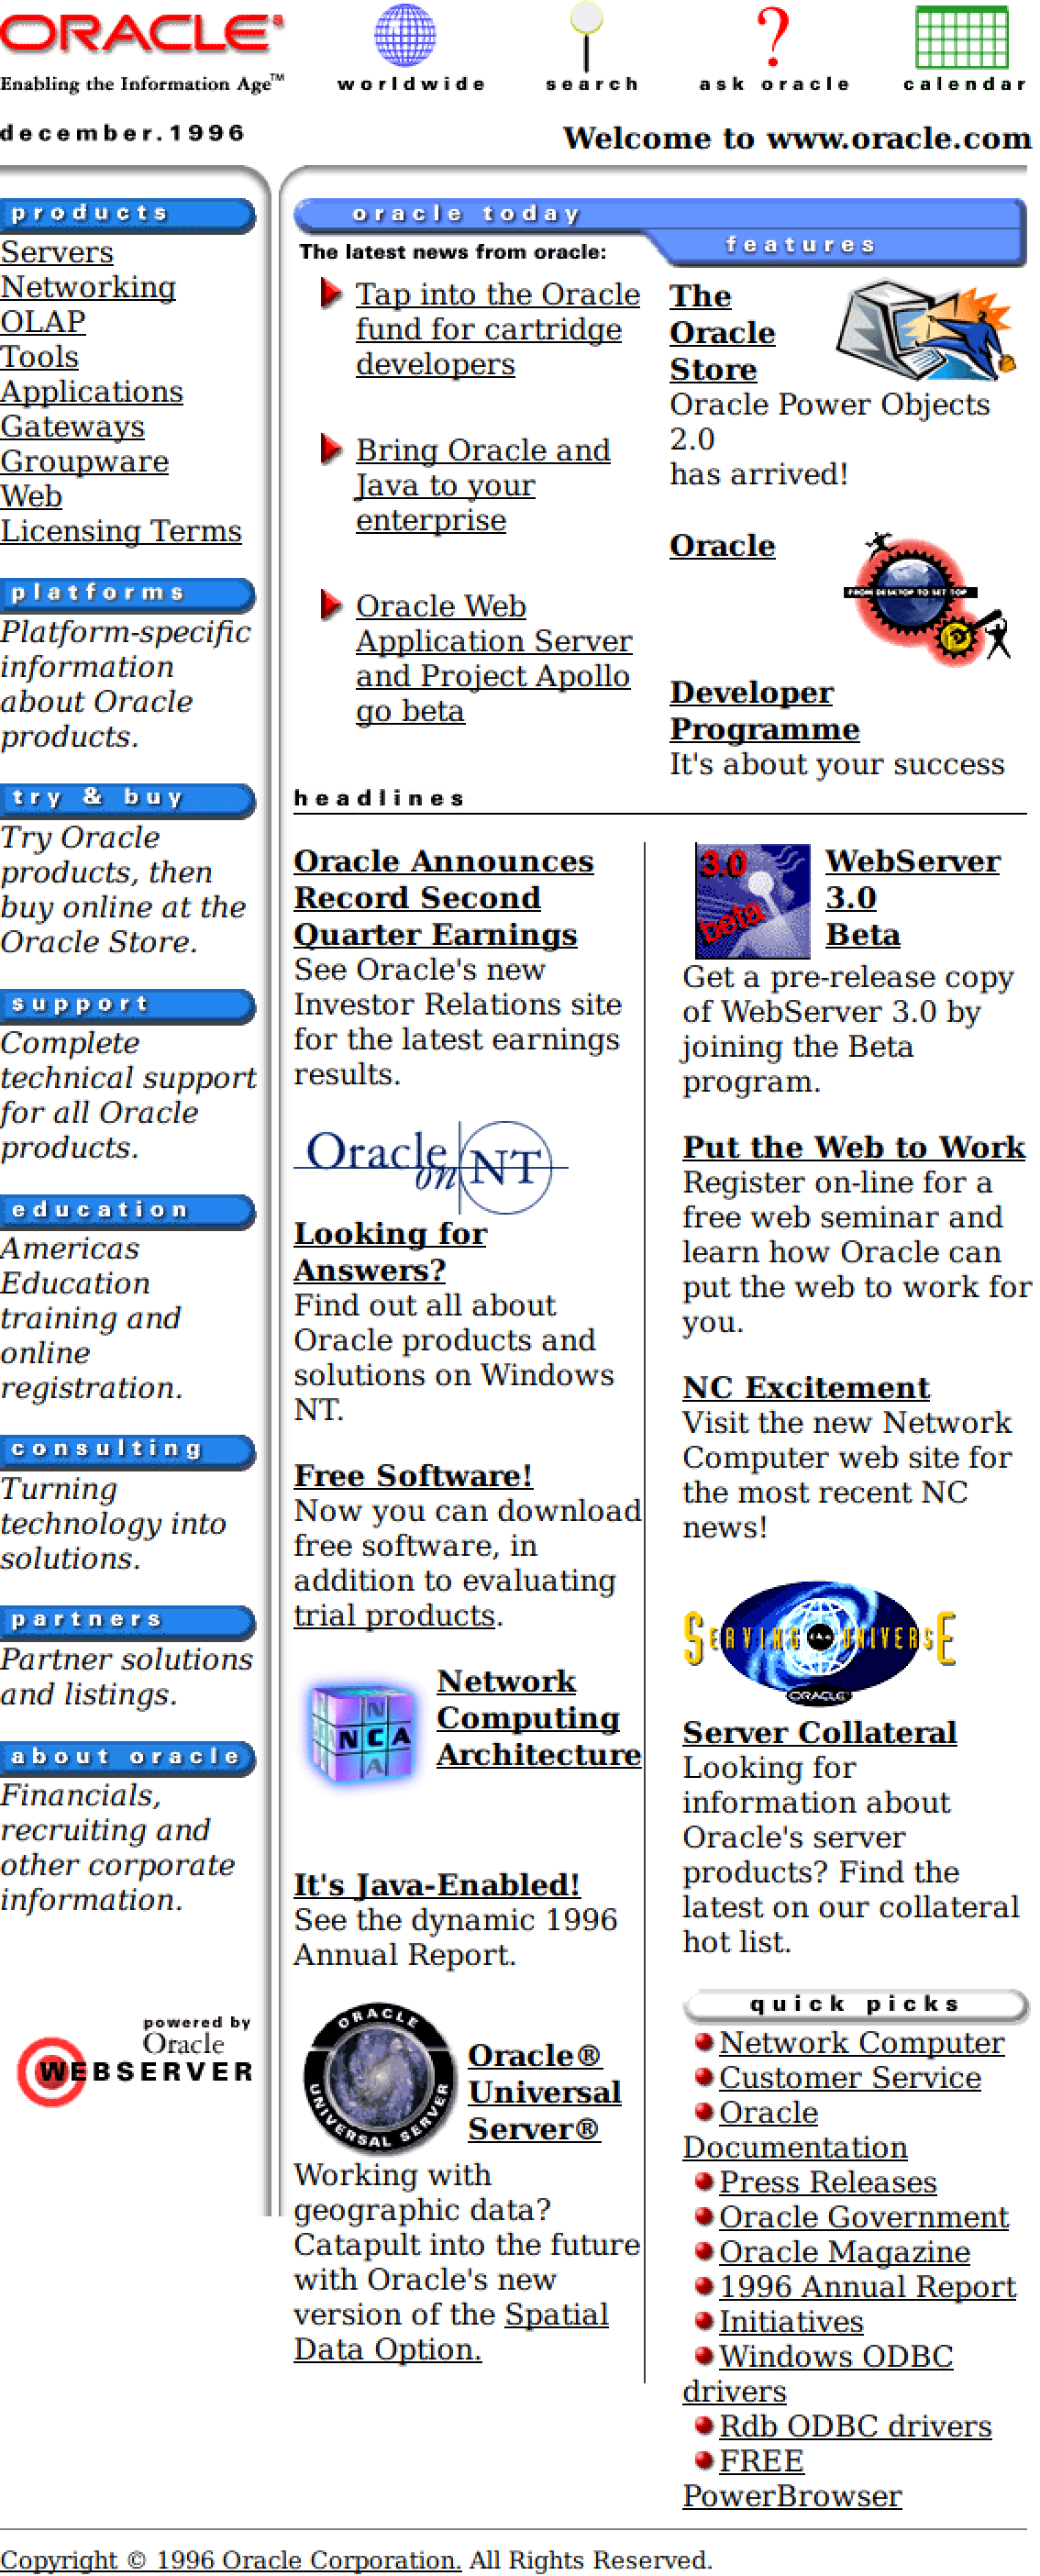 ORACLE®
Enabling the Information Age™
worldwide
search
ask oracle
calendar
december.1996
Welcome to www.oracle.com
products
Servers
Networking
OLAP
Tools
Applications
Gateways
Groupware
Web
Licensing Terms
platforms
Platform-specific
information
about Oracle
products.
try & buy
Try Oracle
products, then
buy online at the
Oracle Store.
support
Complete
technical support
for all Oracle
products.
education
Americas
Education
training and
online
registration.
consulting
Turning
technology into
solutions.
partners
Partner solutions
and listings.
about oracle
Financials,
recruiting and
other corporate
information.
powered by
Oracle
WEBSERVER
oracle today
features
The latest news from oracle:
Tap into the Oracle
fund for cartridge
developers
Bring Oracle and
Java to your
enterprise
Oracle Web
Application Server
and Project Apollo
go beta
The
Oracle
Store
Oracle Power Objects
2.0
has arrived!
Oracle
FROM DESKTOP TO SET TOP
Developer
Programme
It's about your success
headlines
Oracle Announces
Record Second
Quarter Earnings
See Oracle's new
Investor Relations site
for the latest earnings
results.
Oracle on NT
Looking for
Answers?
Find out all about
Oracle products and
solutions on Windows
NT.
Free Software!
Now you can download
free software, in
addition to evaluating
trial products.
NCA
Network
Computing
Architecture
It's Java-Enabled!
See the dynamic 1996
Annual Report.
ORACLE
UNIVERSAL SERVER
Oracle®
Universal
Server®
Working with
geographic data?
Catapult into the future
with Oracle's new
version of the Spatial
Data Option.
3.0
beta
WebServer
3.0
Beta
Get a pre-release copy
of WebServer 3.0 by
joining the Beta
program.
Put the Web to Work
Register on-line for a
free web seminar and
learn how Oracle can
put the web to work for
you.
NC Excitement
Visit the new Network
Computer web site for
the most recent NC
news!
SERVING THE UNIVERSE
ORACLE
Server Collateral
Looking for
information about
Oracle's server
products? Find the
latest on our collateral
hot list.
quick picks
Network Computer
Customer Service
Oracle
Documentation
Press Releases
Oracle Government
Oracle Magazine
1996 Annual Report
Initiatives
Windows ODBC
drivers
Rdb ODBC drivers
FREE
PowerBrowser
Copyright © 1996 Oracle Corporation. All Rights Reserved.